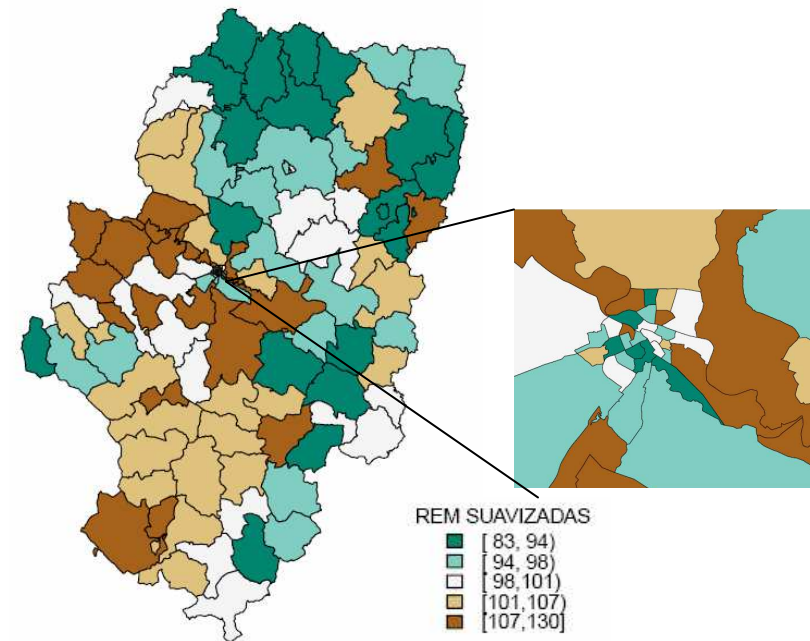 REM SUAVIZADAS
[ 83, 94)
[ 94, 98)
[ 98,101)
[101,107)
[107,130]